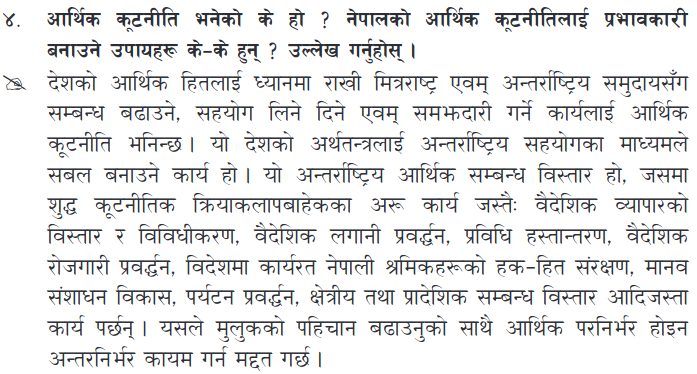 ४. आर्थिक कूटनीति भनेको के हो ? नेपालको आर्थिक कूटनीतिलाई प्रभावकारी
बनाउने उपायहरू के-के हुन् ? उल्लेख गर्नुहोस् ।
देशको आर्थिक हितलाई ध्यानमा राखी मित्रराष्ट्र एवम् अन्तर्राष्ट्रिय समुदायसँग
सम्बन्ध बढाउने, सहयोग लिने दिने एवम् समझदारी गर्ने कार्यलाई आर्थिक
कूटनीति भनिन्छ । यो देशको अर्थतन्त्रलाई अन्तर्राष्ट्रिय सहयोगका माध्यमले
सबल बनाउने कार्य हो । यो अन्तर्राष्ट्रिय आर्थिक सम्बन्ध विस्तार हो, जसमा
शुद्ध कूटनीतिक क्रियाकलापबाहेकका अरू कार्य जस्तैः वैदेशिक व्यापारको
विस्तार र विविधीकरण, वैदेशिक लगानी प्रवर्द्धन, प्रविधि हस्तान्तरण, वैदेशिक
रोजगारी प्रवर्द्धन, विदेशमा कार्यरत नेपाली श्रमिकहरूको हक-हित संरक्षण, मानव
संशाधन विकास, पर्यटन प्रवर्द्धन, क्षेत्रीय तथा प्रादेशिक सम्बन्ध विस्तार आदिजस्ता
कार्य पर्छन् । यसले मुलुकको पहिचान बढाउनुको साथै आर्थिक परनिर्भर होइन
अन्तरनिर्भर कायम गर्न मद्दत गर्छ ।